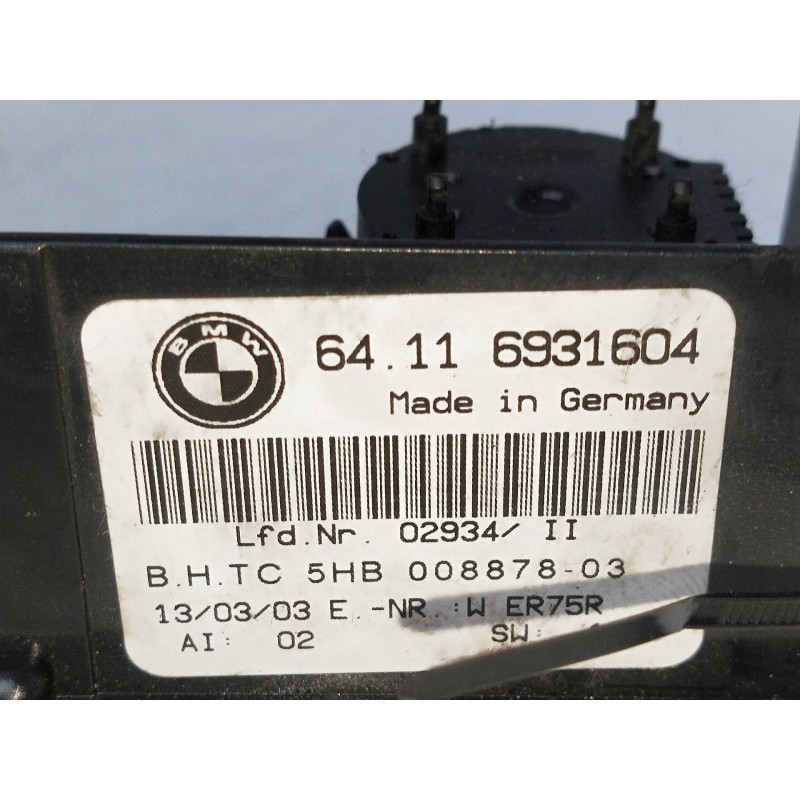 BMW
64.11 6931604
Made in Germany
Lfd.Nr. 02934/ II
B.H.TC 5HB 008878-03
13/03/03 E.-NR.:W ER75R
AI: 02 SW: